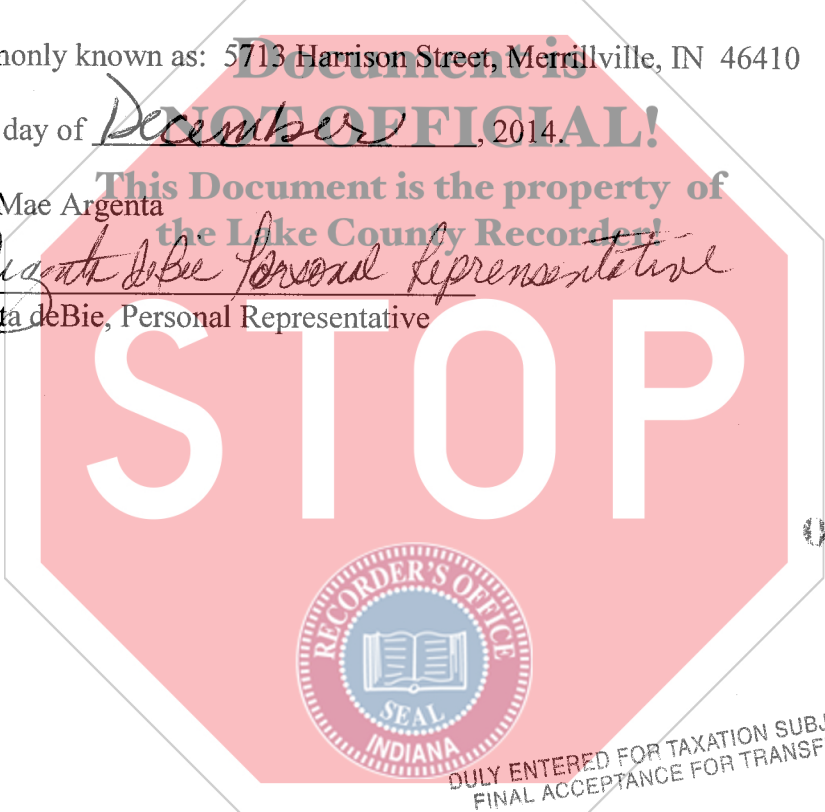 monly known as: 5713 Harrison Street, Merrillville, IN 46410
Document is
day of December, 2014.
NOT OFFICIAL!
This Document is the property of
Mae Argenta
the Lake County Recorder!
deBie Personal Reprensentative
ta deBie, Personal Representative
STOP
RECORDER'S OFFICE
SEAL
INDIANA
DULY ENTERED FOR TAXATION SUBJ
FINAL ACCEPTANCE FOR TRANSF